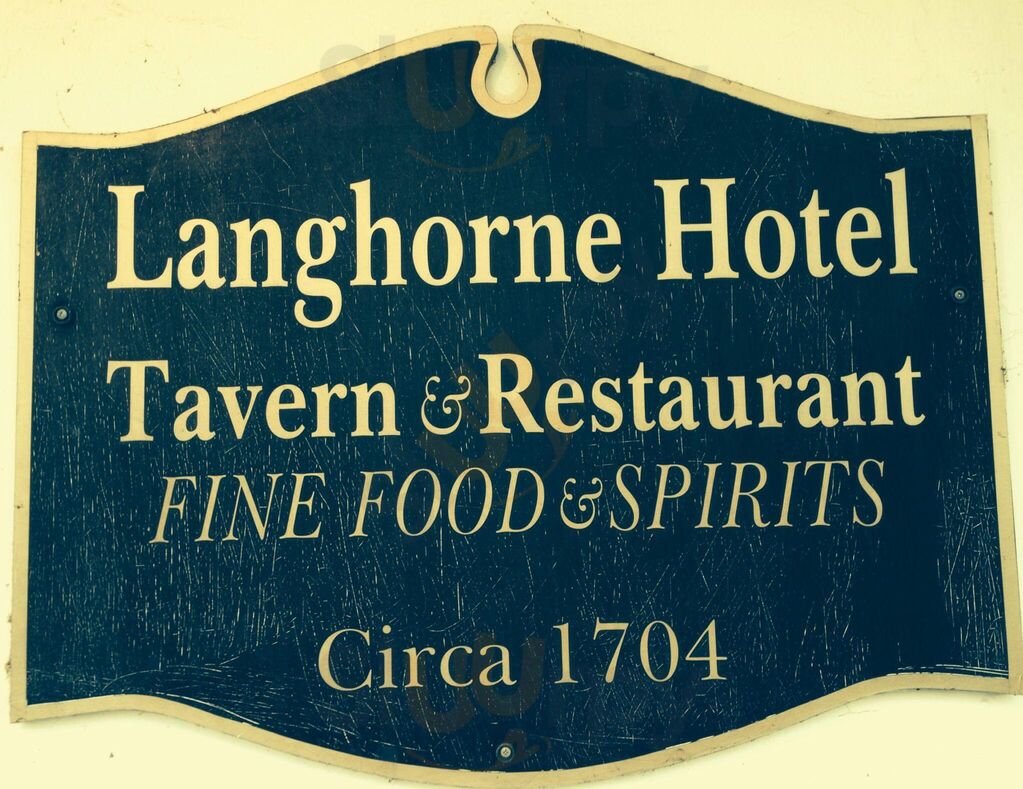 Langhorne Hotel
Tavern & Restaurant
FINE FOOD & SPIRITS
Circa 1704